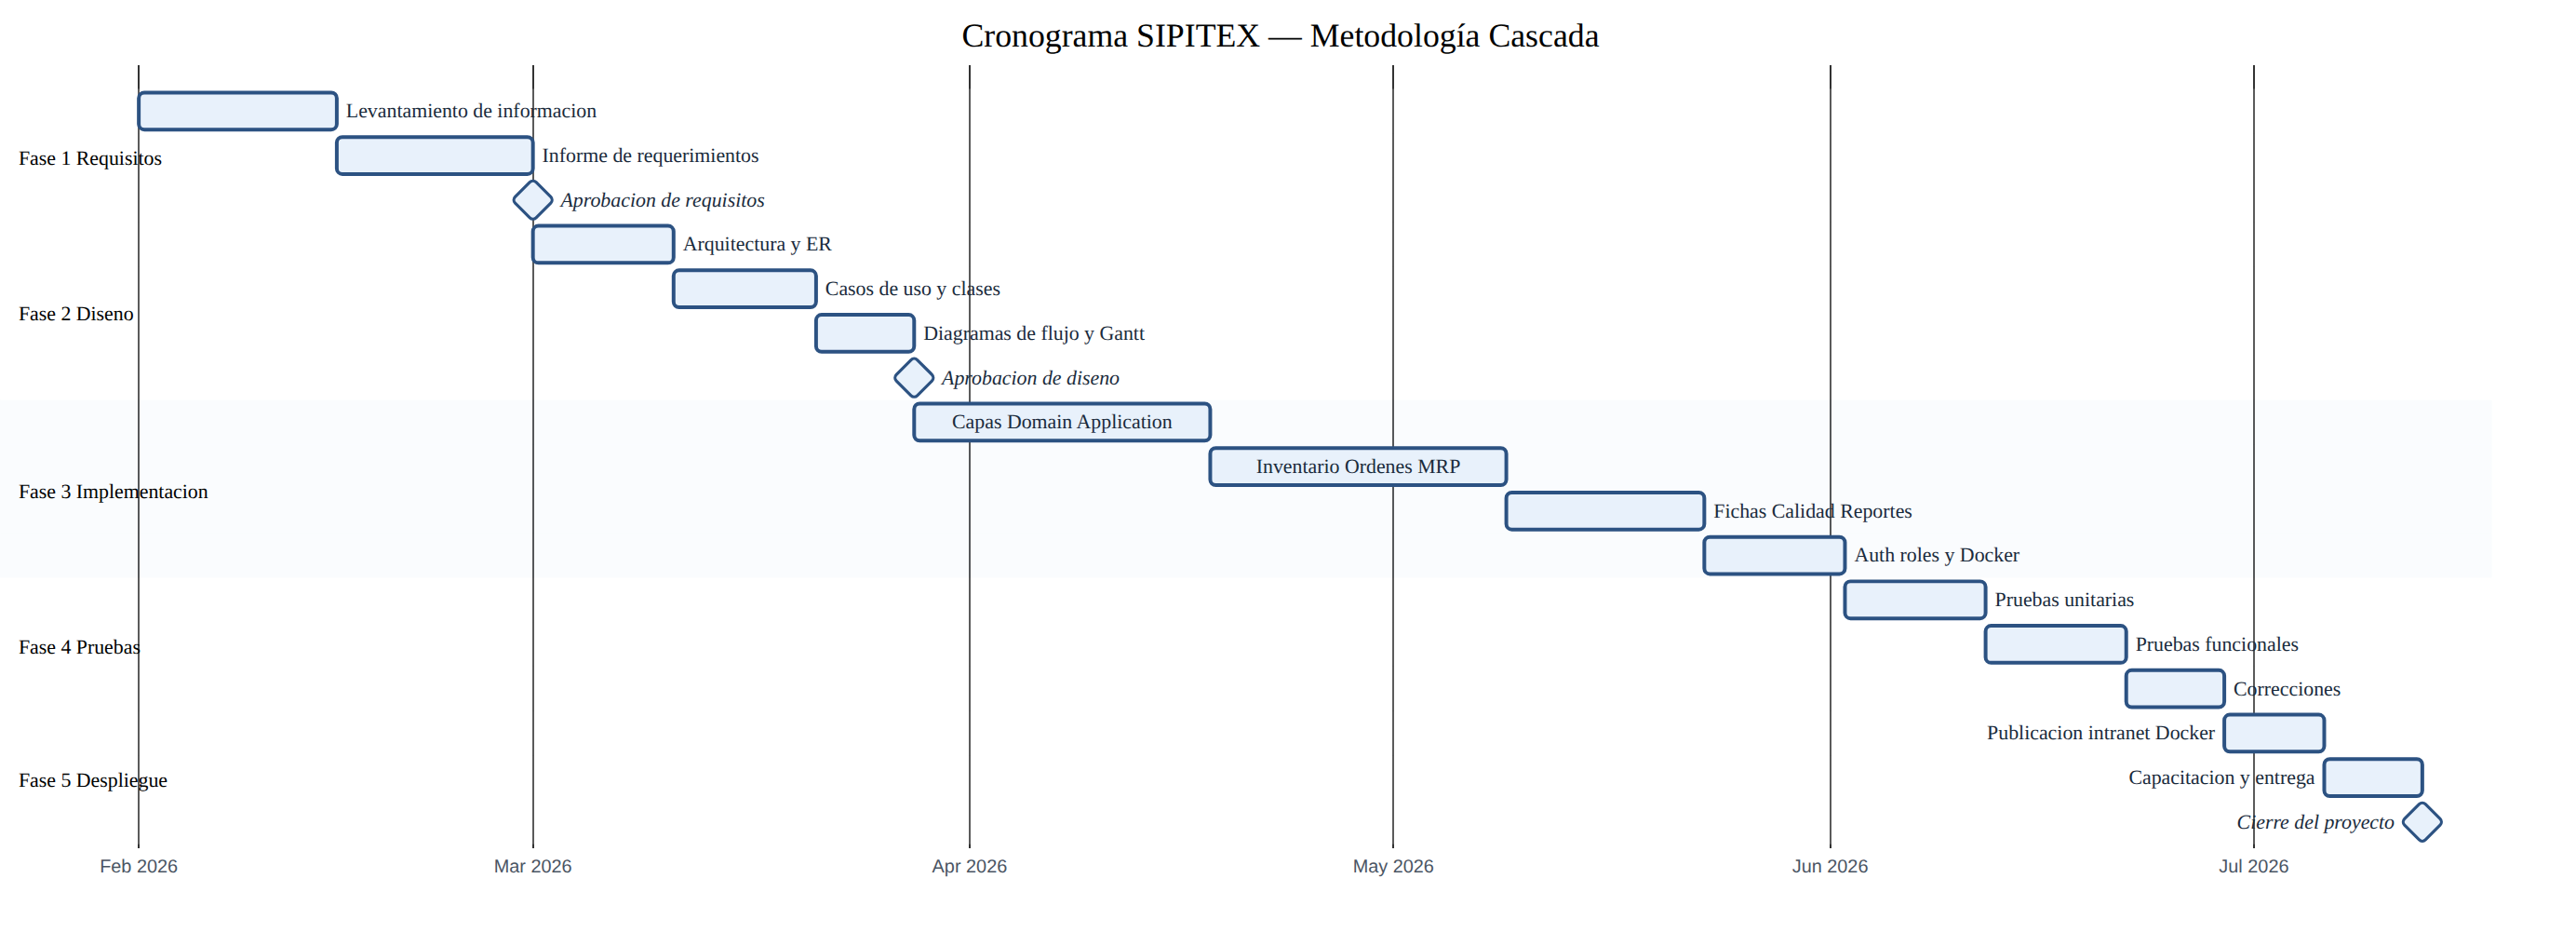 Cronograma SIPITEX — Metodología Cascada
Levantamiento de informacion
Informe de requerimientos
Fase 1 Requisitos
Aprobacion de requisitos
Arquitectura y ER
Casos de uso y clases
Fase 2 Diseno
Diagramas de flujo y Gantt
Aprobacion de diseno
Capas Domain Application
Inventario Ordenes MRP
Fase 3 Implementacion
Fichas Calidad Reportes
Auth roles y Docker
Pruebas unitarias
Pruebas funcionales
Fase 4 Pruebas
Correcciones
Publicacion intranet Docker
Capacitacion y entrega
Fase 5 Despliegue
Cierre del proyecto
Feb 2026
Mar 2026
Apr 2026
May 2026
Jun 2026
Jul 2026